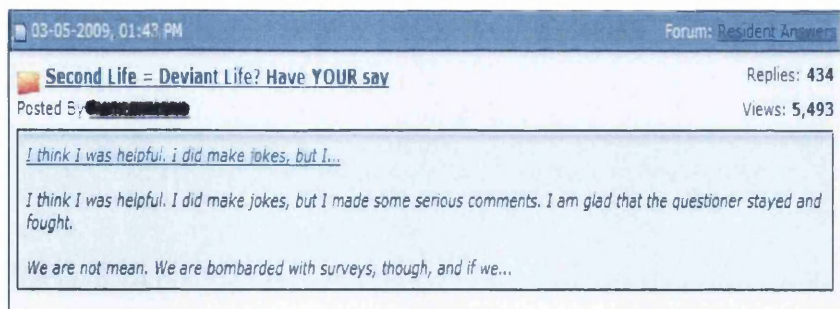 03-05-2009, 01:43 PM Forum: Resident Answers
Second Life = Deviant Life? Have YOUR say Replies: 434
Posted By Views: 5,493
I think I was helpful. i did make jokes, but I...
I think I was helpful. I did make jokes, but I made some serious comments. I am glad that the questioner stayed and
fought.
We are not mean. We are bombarded with surveys, though, and if we...